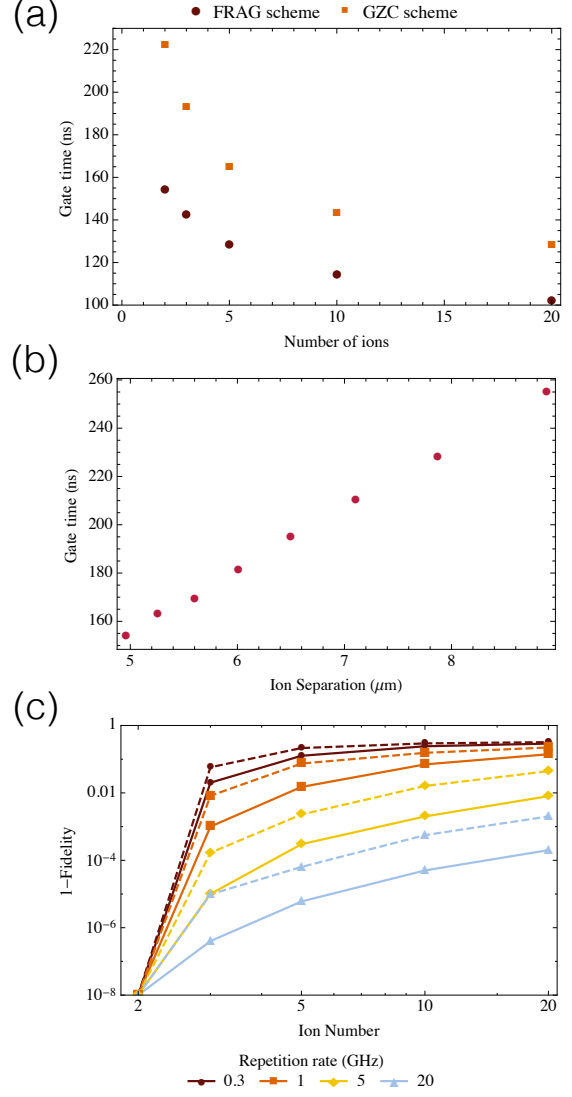 (a)
FRAG scheme GZC scheme
220
200
180
160
140
120
100
Gate time (ns)
0 5 10 15 20
Number of ions
(b)
260
240
220
200
180
160
Gate time (ns)
5 6 7 8
Ion Separation (μm)
(c)
1
0.01
10⁻⁴
10⁻⁶
10⁻⁸
1−Fidelity
2 5 10 20
Ion Number
Repetition rate (GHz)
0.3 1 5 20